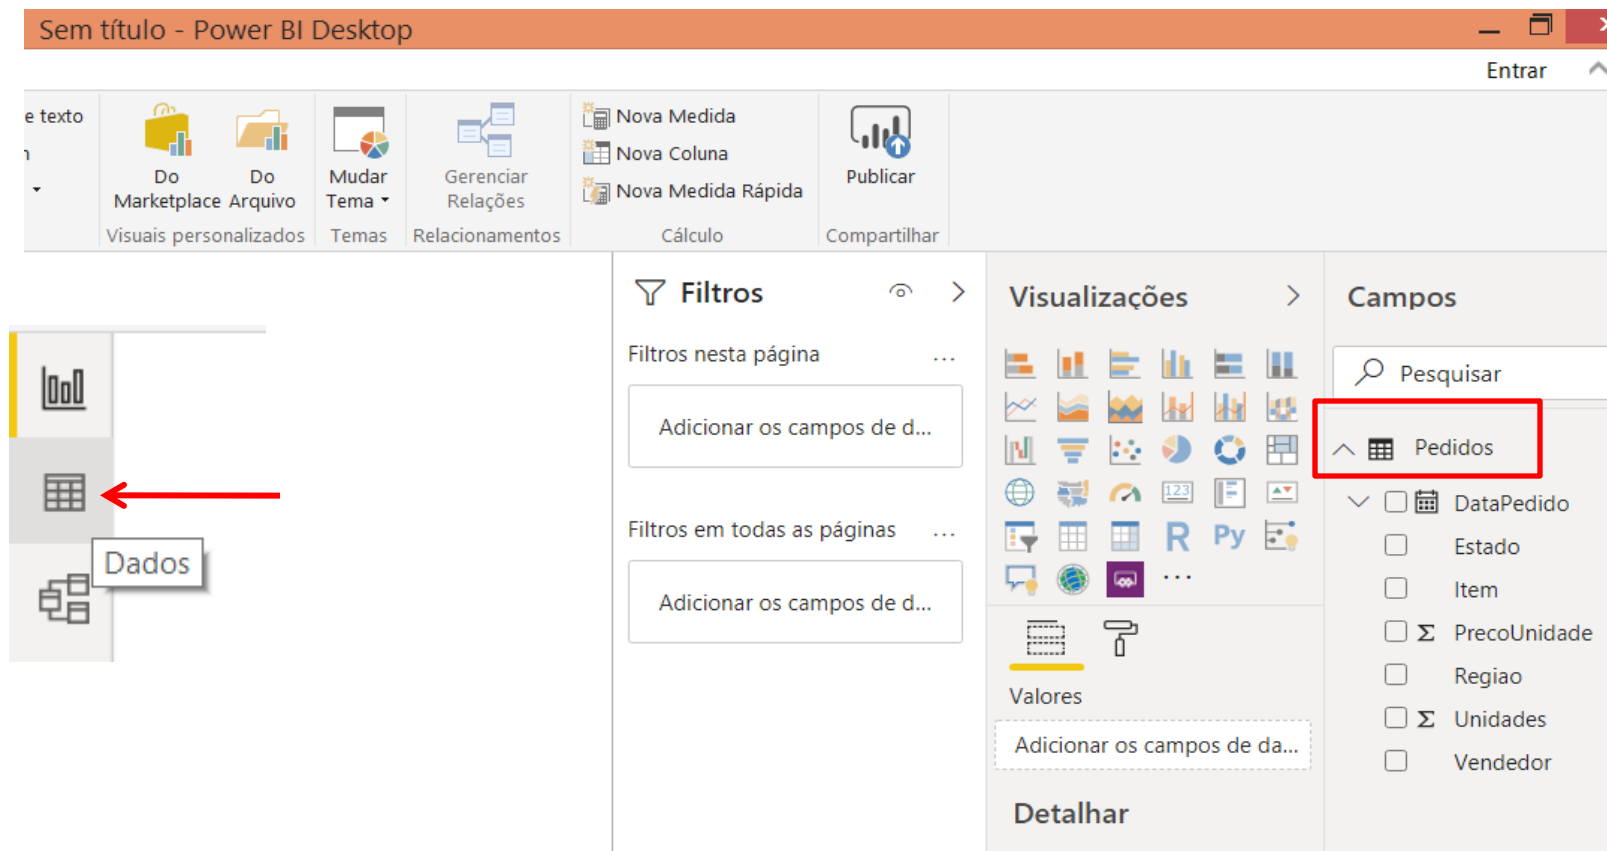 Sem título - Power BI Desktop
Entrar
e texto
Do
Marketplace
Do
Arquivo
Visuais personalizados
Mudar
Tema
Temas
Gerenciar
Relações
Relacionamentos
Nova Medida
Nova Coluna
Nova Medida Rápida
Cálculo
Publicar
Compartilhar
Dados
Filtros
Filtros nesta página ...
Adicionar os campos de d...
Filtros em todas as páginas ...
Adicionar os campos de d...
Visualizações
123
R
Py
...
Valores
Adicionar os campos de da...
Detalhar
Campos
Pesquisar
Pedidos
DataPedido
Estado
Item
Σ PrecoUnidade
Regiao
Σ Unidades
Vendedor